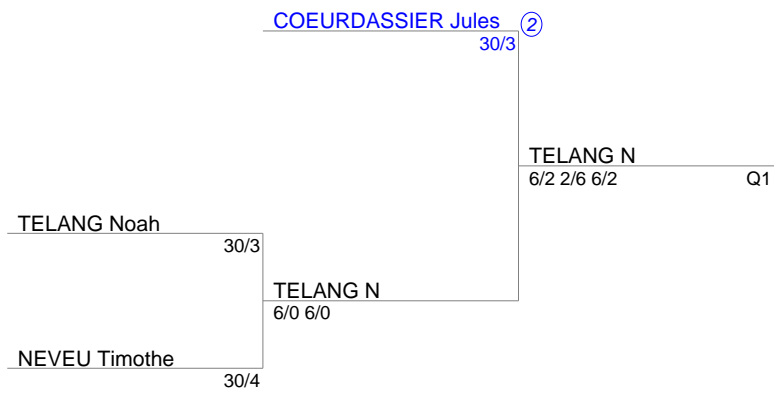 COEURDASSIER Jules 2
30/3
TELANG N
6/2 2/6 6/2 Q1
TELANG Noah
30/3
TELANG N
6/0 6/0
NEVEU Timothe
30/4